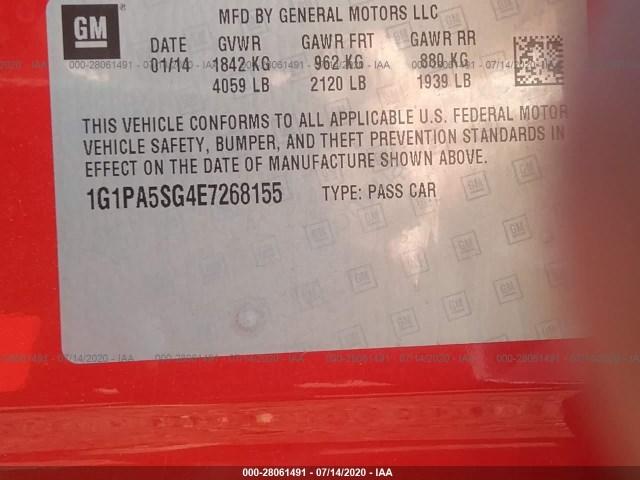 GM
MFD BY GENERAL MOTORS LLC
DATE GVWR GAWR FRT GAWR RR
01/14 1842 KG 962 KG 880 KG
4059 LB 2120 LB 1939 LB
THIS VEHICLE CONFORMS TO ALL APPLICABLE U.S. FEDERAL MOTOR
VEHICLE SAFETY, BUMPER, AND THEFT PREVENTION STANDARDS IN
EFFECT ON THE DATE OF MANUFACTURE SHOWN ABOVE.
1G1PA5SG4E7268155 TYPE: PASS CAR
000-28061491 - 07/14/2020 - IAA